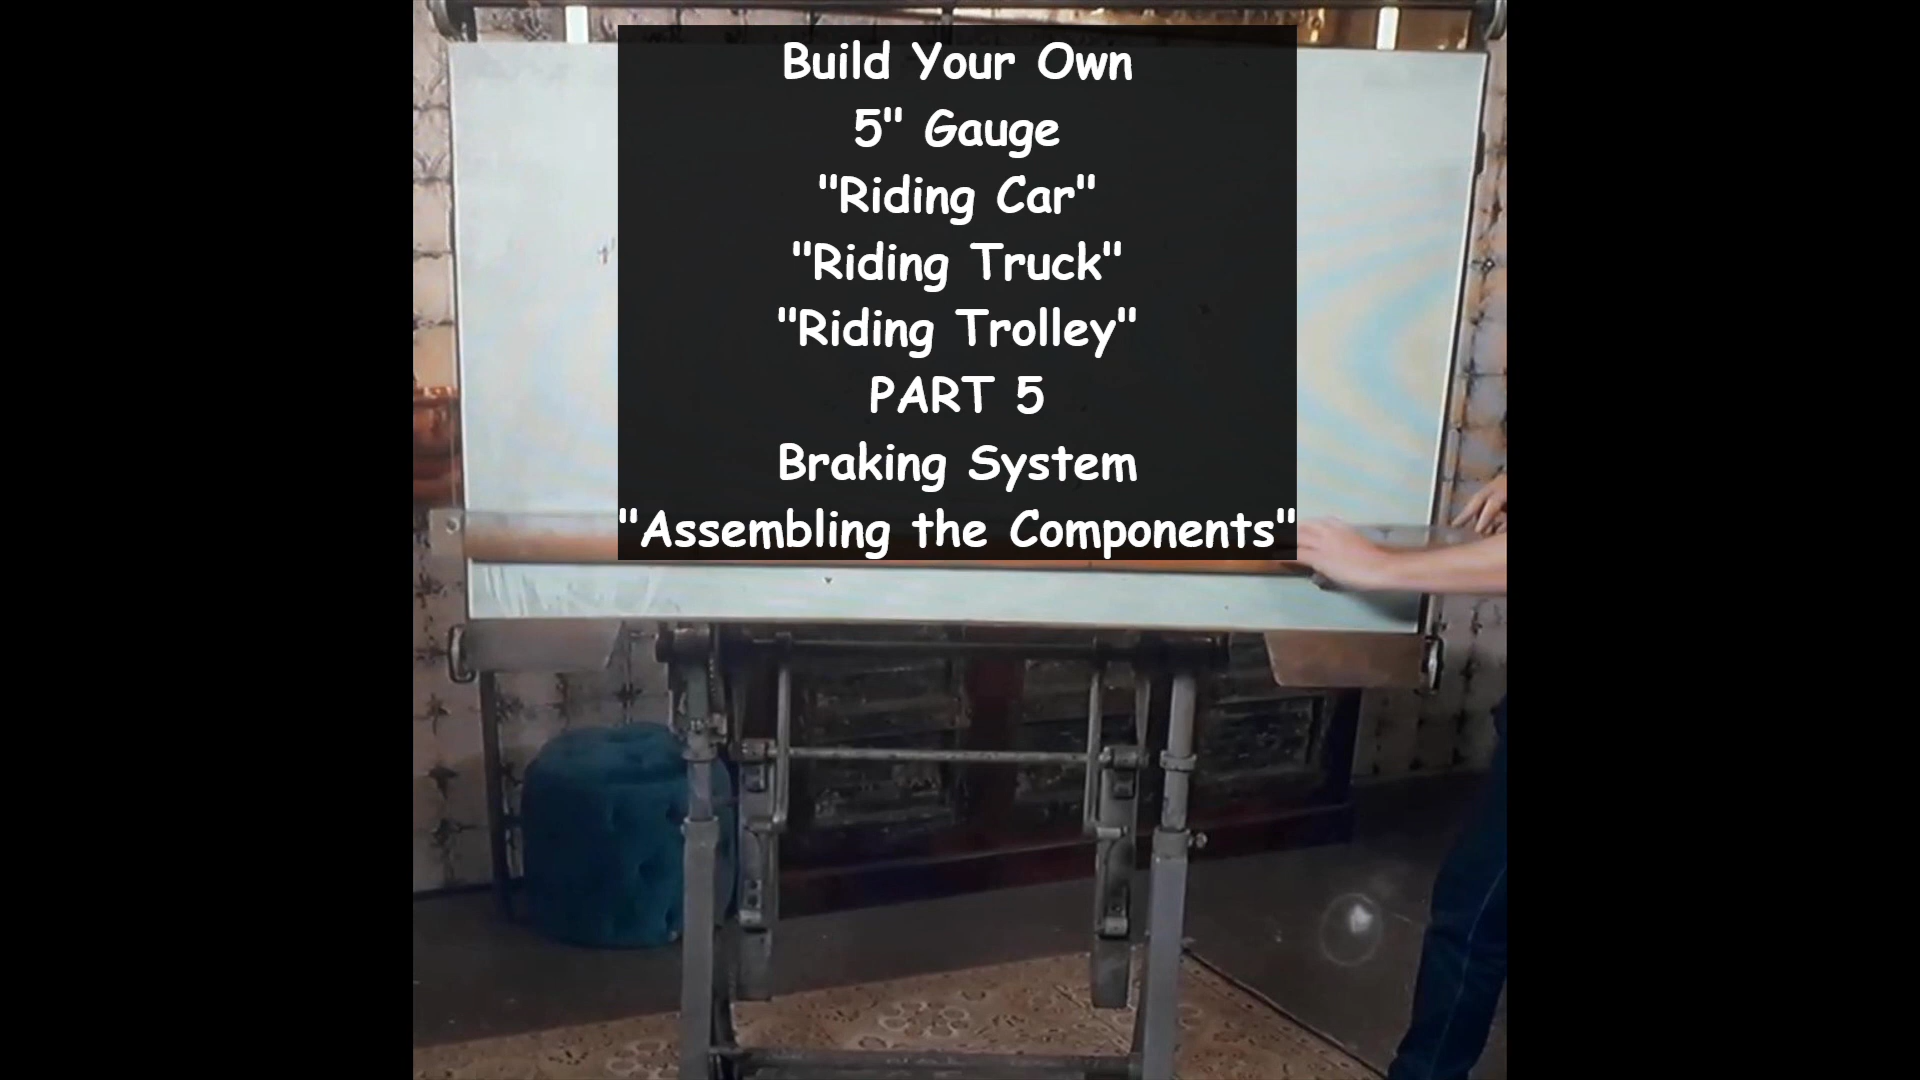 Build Your Own
5" Gauge
"Riding Car"
"Riding Truck"
"Riding Trolley"
PART 5
Braking System
"Assembling the Components"